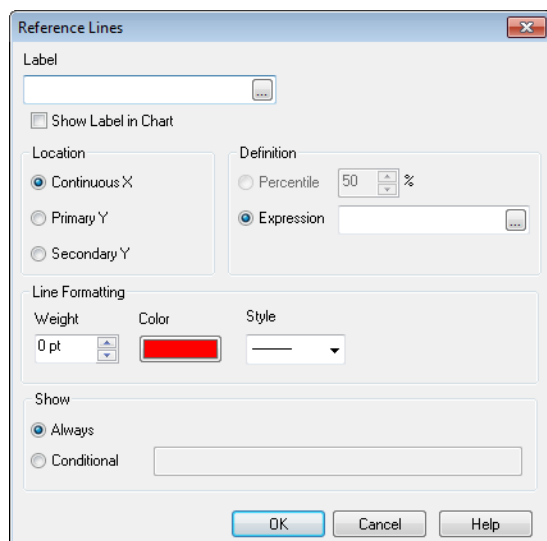 Reference Lines
Label
...
Show Label in Chart
Location
Continuous X
Primary Y
Secondary Y
Definition
Percentile 50 %
Expression ...
Line Formatting
Weight Color Style
0 pt
Show
Always
Conditional
OK Cancel Help